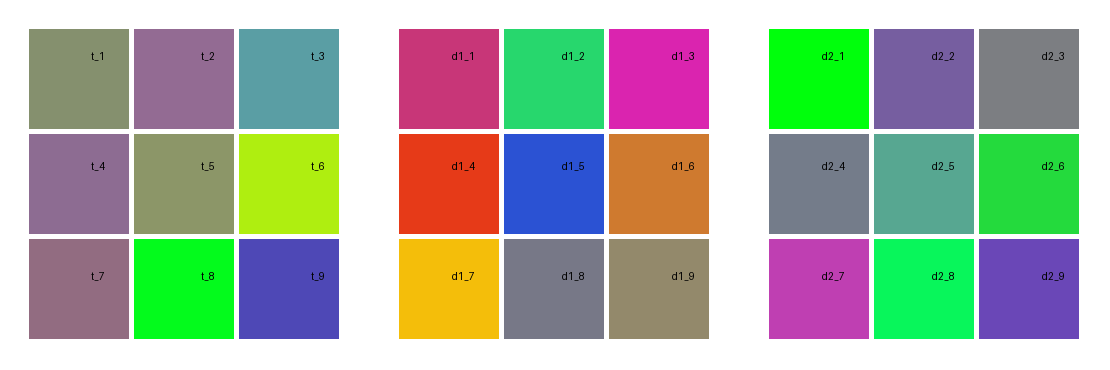 t_1 t_2 t_3 d1_1 d1_2 d1_3 d2_1 d2_2 d2_3
t_4 t_5 t_6 d1_4 d1_5 d1_6 d2_4 d2_5 d2_6
t_7 t_8 t_9 d1_7 d1_8 d1_9 d2_7 d2_8 d2_9